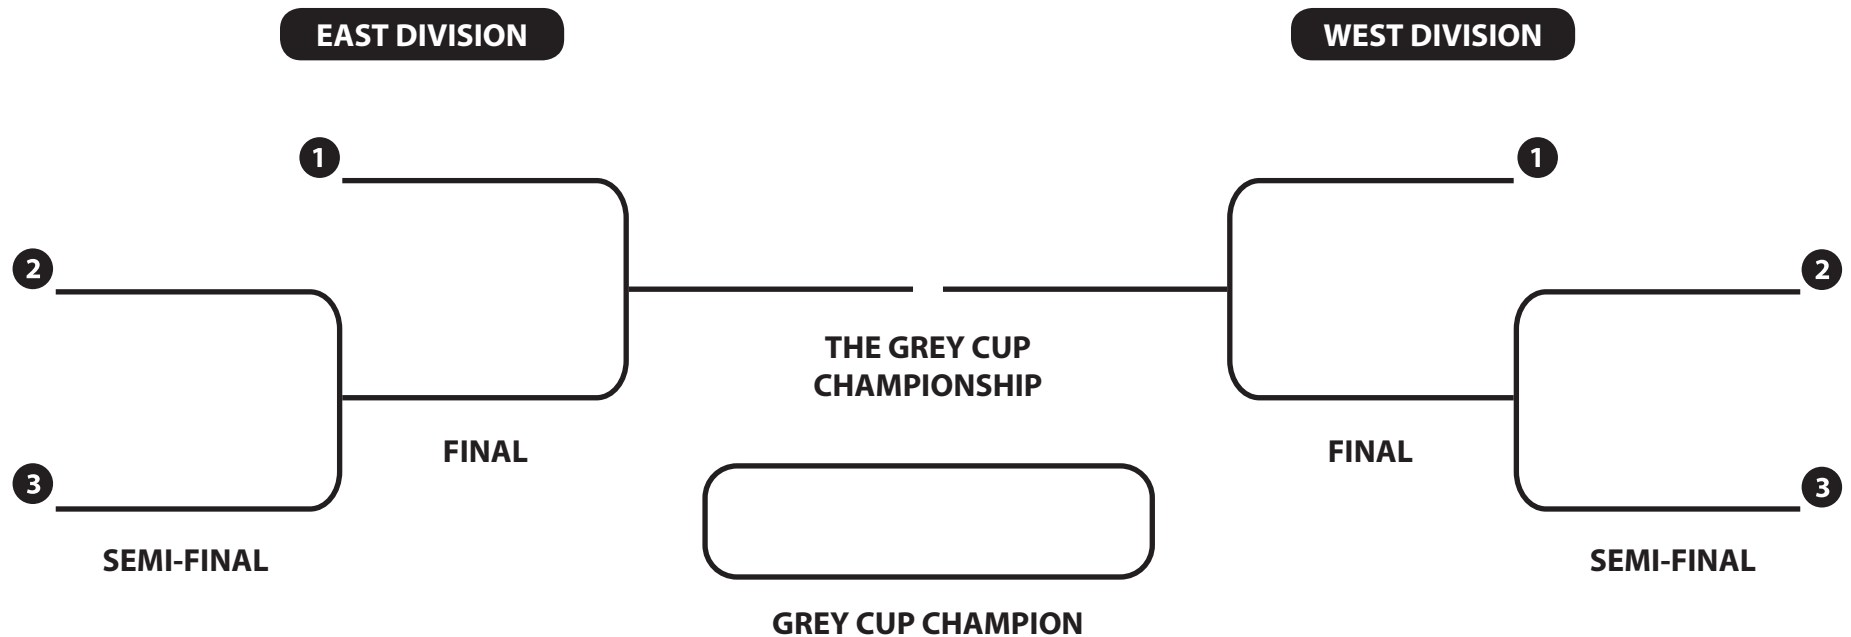 EAST DIVISION
WEST DIVISION
1
1
2
2
THE GREY CUP
CHAMPIONSHIP
FINAL
FINAL
3
3
SEMI-FINAL
SEMI-FINAL
GREY CUP CHAMPION